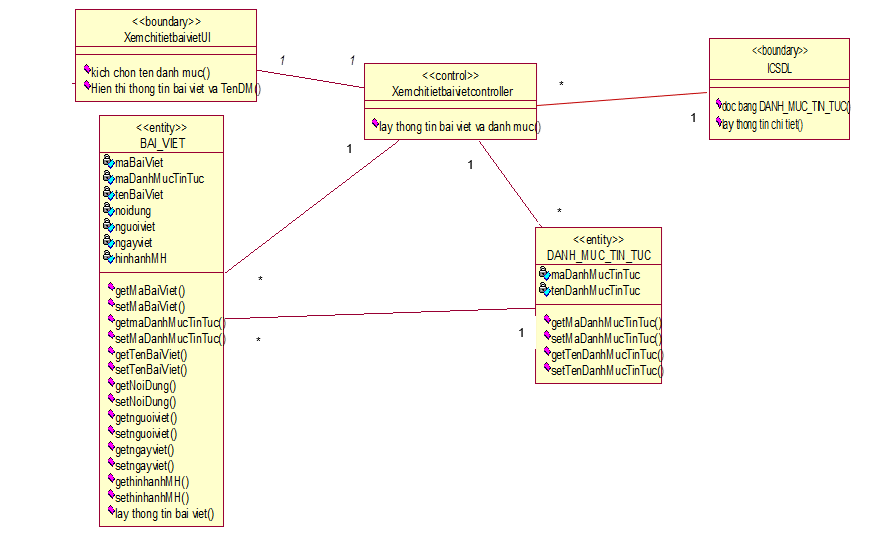 <<boundary>>
XemchitietbaivietUI
kich chon ten danh muc()
Hien thi thong tin bai viet va TenDM()
1
1
<<control>>
Xemchitietbaivietcontroller
lay thong tin bai viet va danh muc()
*
1
<<boundary>>
ICSDL
doc bang DANH_MUC_TIN_TUC()
lay thong tin chi tiet()
<<entity>>
BAI_VIET
maBaiViet
maDanhMucTinTuc
tenBaiViet
noidung
nguoiviet
ngayviet
hinhanhMH
getMaBaiViet()
setMaBaiViet()
getmaDanhMucTinTuc()
setMaDanhMucTinTuc()
getTenBaiViet()
setTenBaiViet()
getNoiDung()
setNoiDung()
getnguoiviet()
setnguoiviet()
getngayviet()
setngayviet()
gethinhanhMH()
sethinhanhMH()
lay thong tin bai viet()
1
*
1
*
*
1
<<entity>>
DANH_MUC_TIN_TUC
maDanhMucTinTuc
tenDanhMucTinTuc
getMaDanhMucTinTuc()
setMaDanhMucTinTuc()
getTenDanhMucTinTuc()
setTenDanhMucTinTuc()